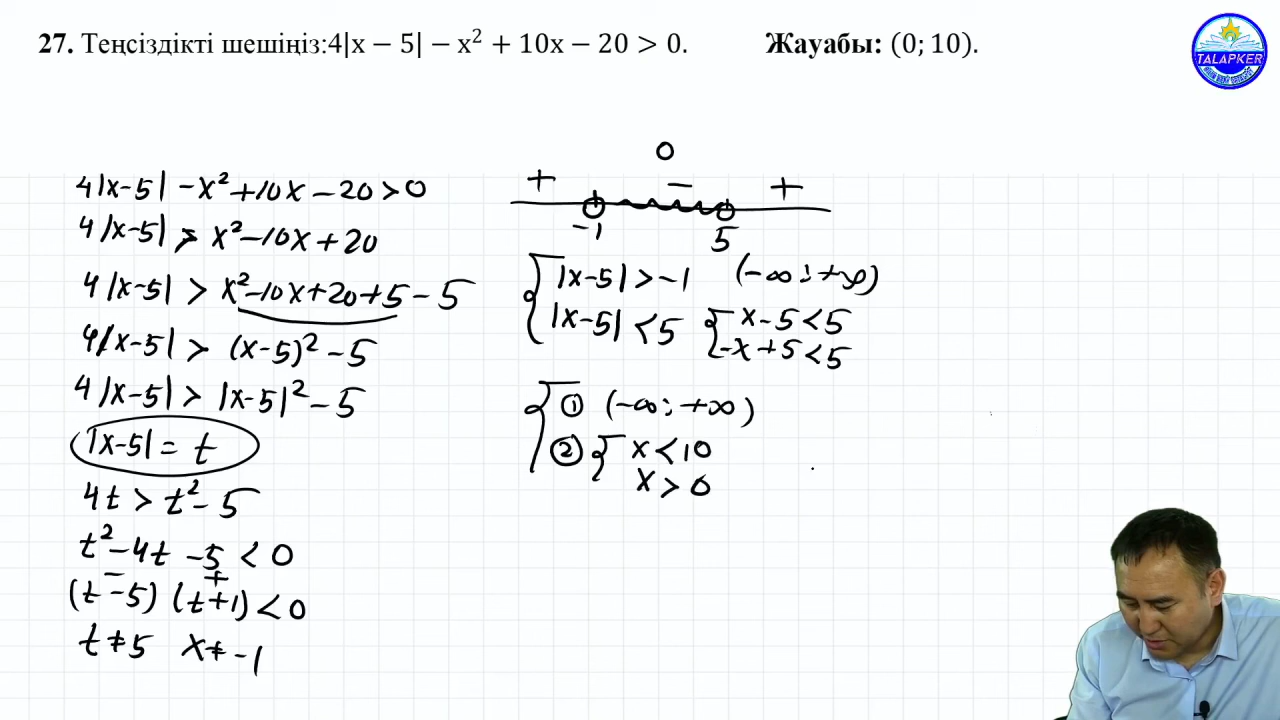 27. Теңсіздікті шешіңіз:4|x − 5| − x² + 10x − 20 > 0. Жауабы: (0; 10).
TALAPKER
4|x-5| -x²+10x-20>0
4|x-5| > x²-10x+20
4|x-5| > x²-10x+20+5-5
4|x-5| > (x-5)²-5
4|x-5| > |x-5|²-5
|x-5| = t
4t > t²-5
t²-4t-5<0
- +
(t-5) (t+1)<0
t≠5 x≠-1
0
+ - +
-1 5
{ |x-5|>-1 (-∞; +∞)
|x-5|<5 { x-5<5
-x+5<5
{ ① (-∞; +∞)
② { x<10
x>0